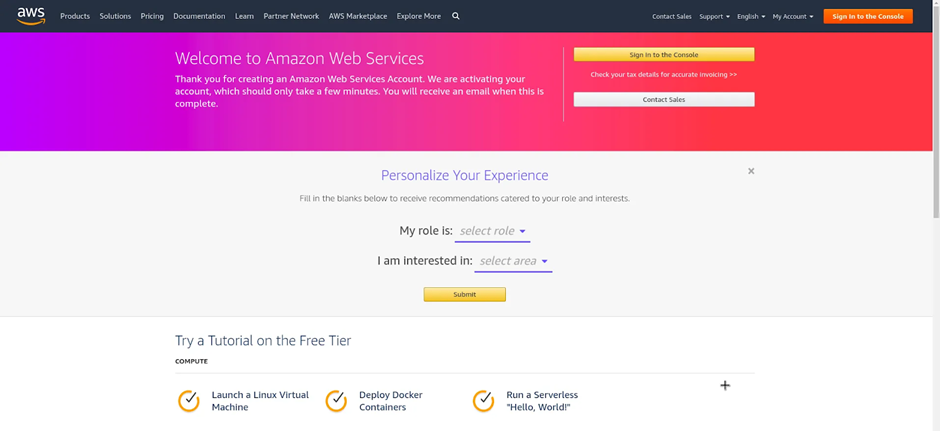 aws
Products Solutions Pricing Documentation Learn Partner Network AWS Marketplace Explore More
Contact Sales Support English My Account Sign In to the Console
Welcome to Amazon Web Services
Thank you for creating an Amazon Web Services Account. We are activating your
account, which should only take a few minutes. You will receive an email when this is
complete.
Sign In to the Console
Check your tax details for accurate invoicing >>
Contact Sales
Personalize Your Experience
Fill in the blanks below to receive recommendations catered to your role and interests.
My role is: select role
I am interested in: select area
Submit
Try a Tutorial on the Free Tier
COMPUTE
Launch a Linux Virtual
Machine
Deploy Docker
Containers
Run a Serverless
"Hello, World!"